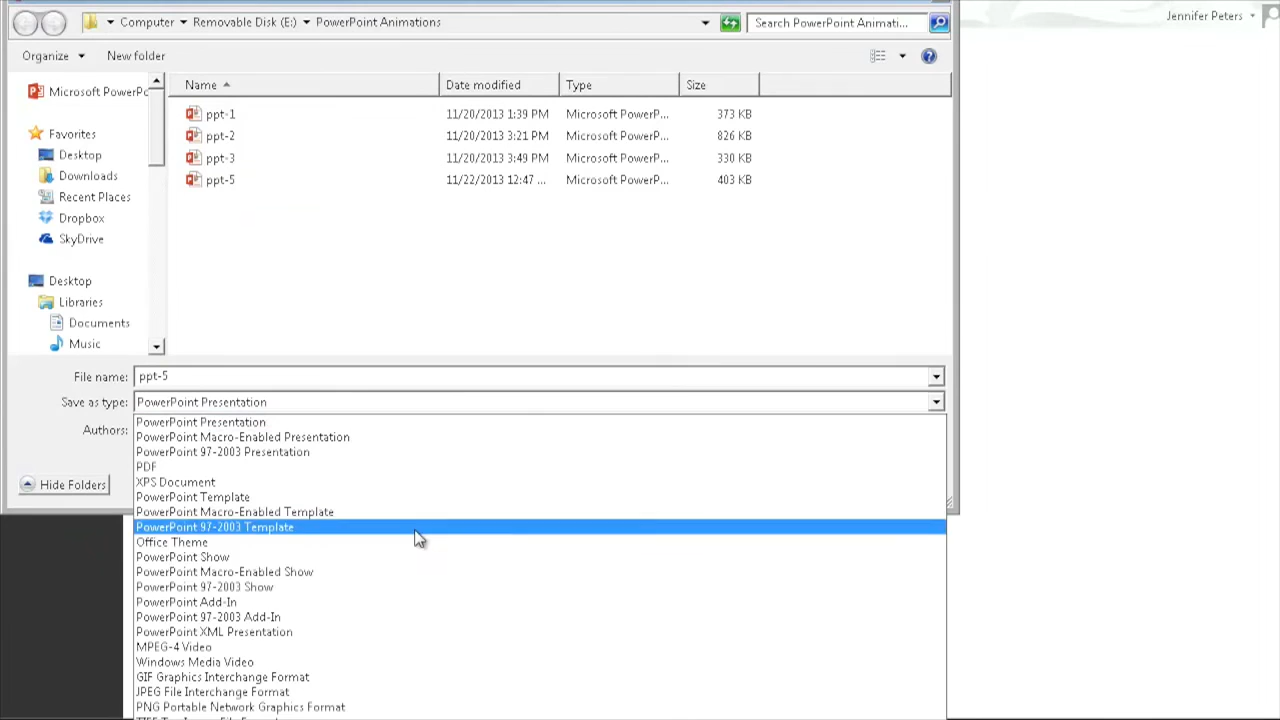 Computer Removable Disk (E:) PowerPoint Animations Search PowerPoint Animati... Jennifer Peters
Organize New folder
Name Date modified Type Size
Microsoft PowerPo
Favorites
Desktop
Downloads
Recent Places
Dropbox
SkyDrive
Desktop
Libraries
Documents
Music
ppt-1 11/20/2013 1:39 PM Microsoft PowerP... 373 KB
ppt-2 11/20/2013 3:21 PM Microsoft PowerP... 826 KB
ppt-3 11/20/2013 3:49 PM Microsoft PowerP... 330 KB
ppt-5 11/22/2013 12:47 ... Microsoft PowerP... 403 KB
File name: ppt-5
Save as type: PowerPoint Presentation
Authors:
Hide Folders
PowerPoint Presentation
PowerPoint Macro-Enabled Presentation
PowerPoint 97-2003 Presentation
PDF
XPS Document
PowerPoint Template
PowerPoint Macro-Enabled Template
PowerPoint 97-2003 Template
Office Theme
PowerPoint Show
PowerPoint Macro-Enabled Show
PowerPoint 97-2003 Show
PowerPoint Add-In
PowerPoint 97-2003 Add-In
PowerPoint XML Presentation
MPEG-4 Video
Windows Media Video
GIF Graphics Interchange Format
JPEG File Interchange Format
PNG Portable Network Graphics Format